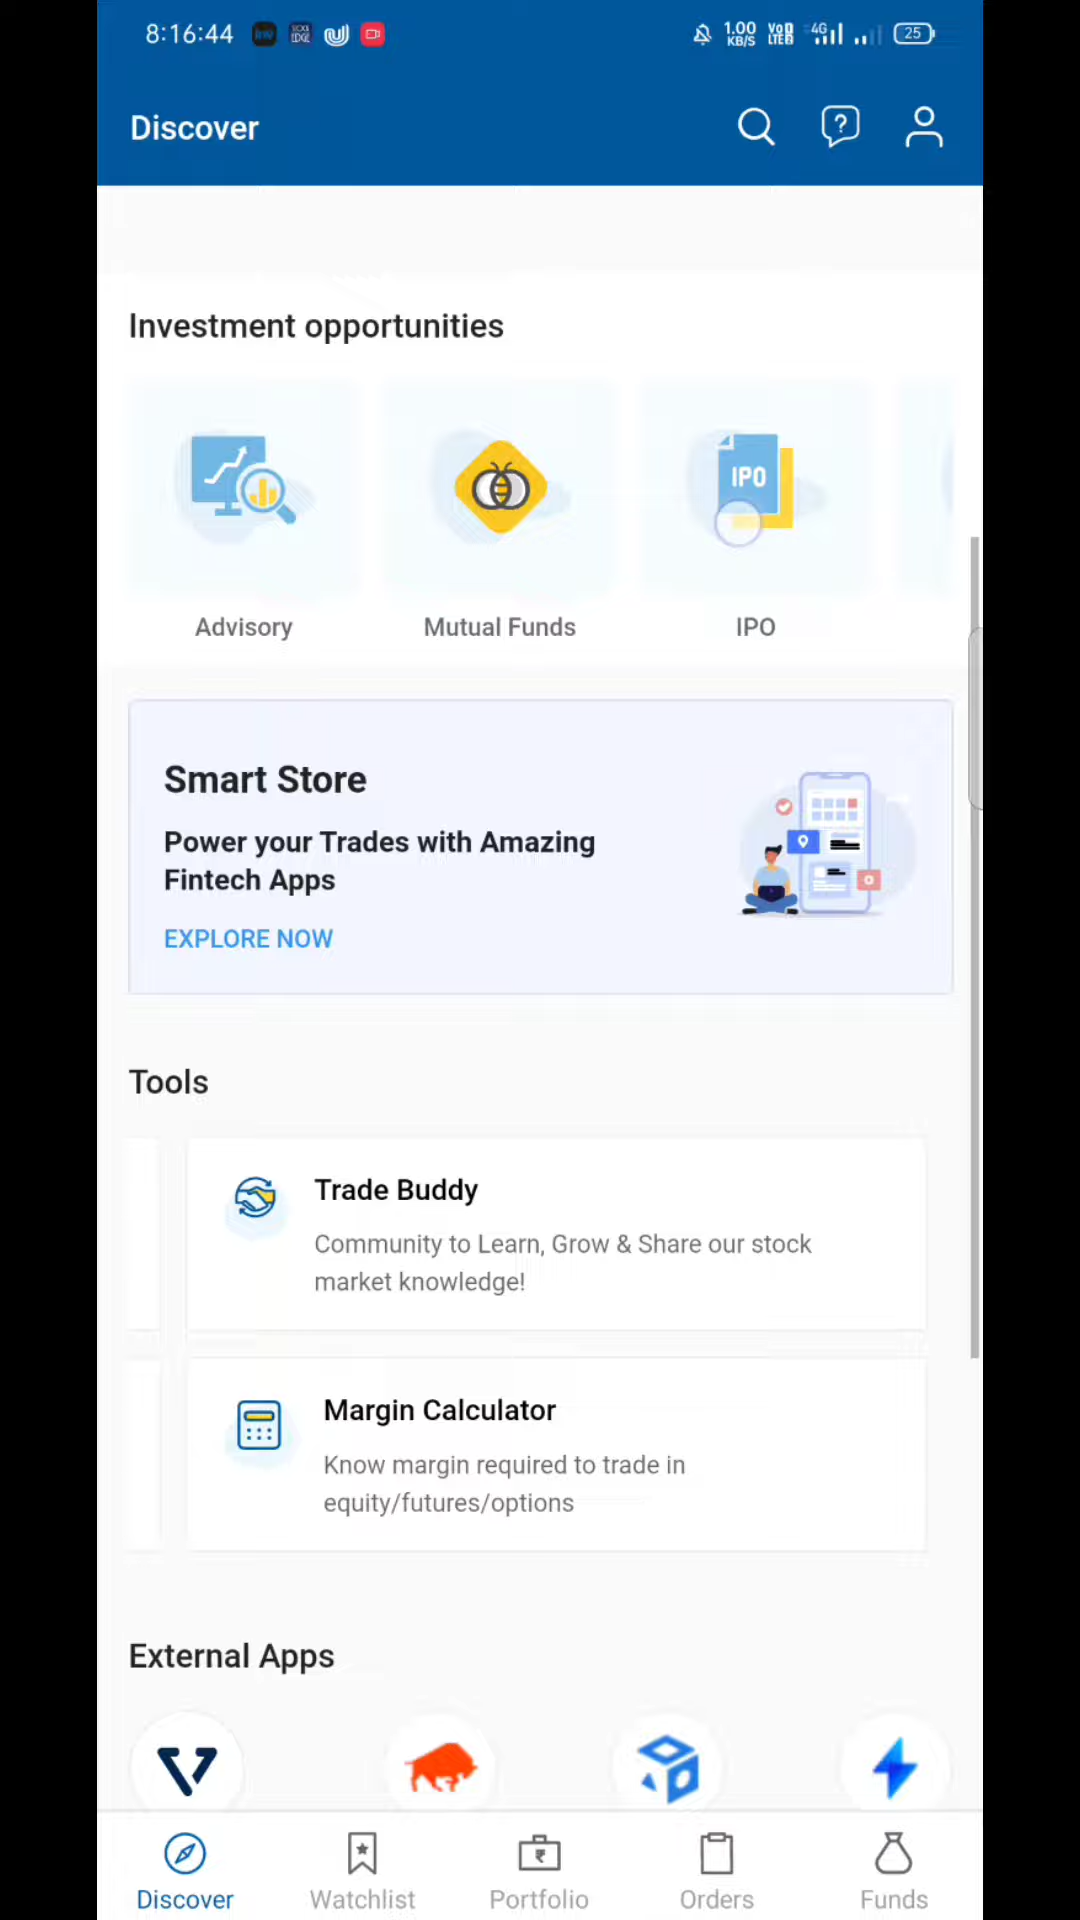 8:16:44
1.00
KB/S
4G
25
Discover
Investment opportunities
IPO
Advisory
Mutual Funds
IPO
Smart Store
Power your Trades with Amazing
Fintech Apps
EXPLORE NOW
Tools
Trade Buddy
Community to Learn, Grow & Share our stock
market knowledge!
Margin Calculator
Know margin required to trade in
equity/futures/options
External Apps
Discover
Watchlist
Portfolio
Orders
Funds